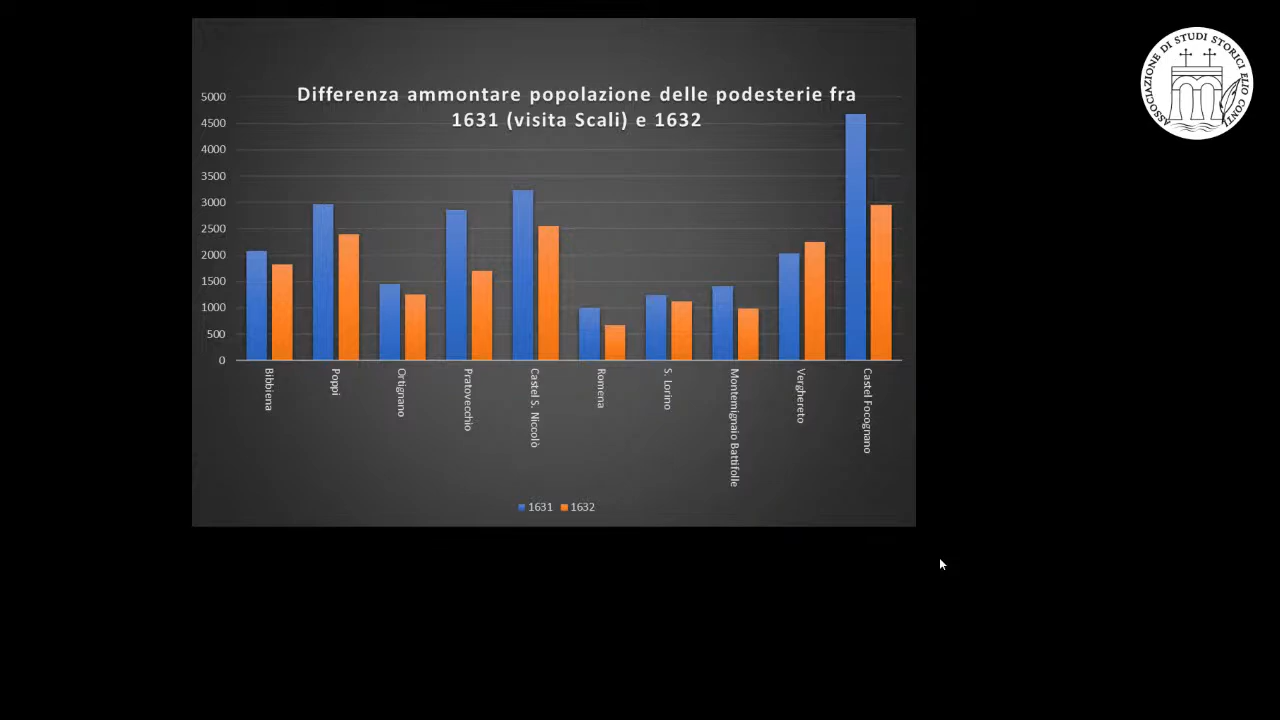 Differenza ammontare popolazione delle podesterie fra
1631 (visita Scali) e 1632
5000
4500
4000
3500
3000
2500
2000
1500
1000
500
0
Bibbiena
Poppi
Ortignano
Pratovecchio
Castel S. Niccolò
Romena
S. Lorino
Montemignaio Battifolle
Verghereto
Castel Focognano
1631
1632
ASSOCIAZIONE DI STUDI STORICI ELIO CONTI